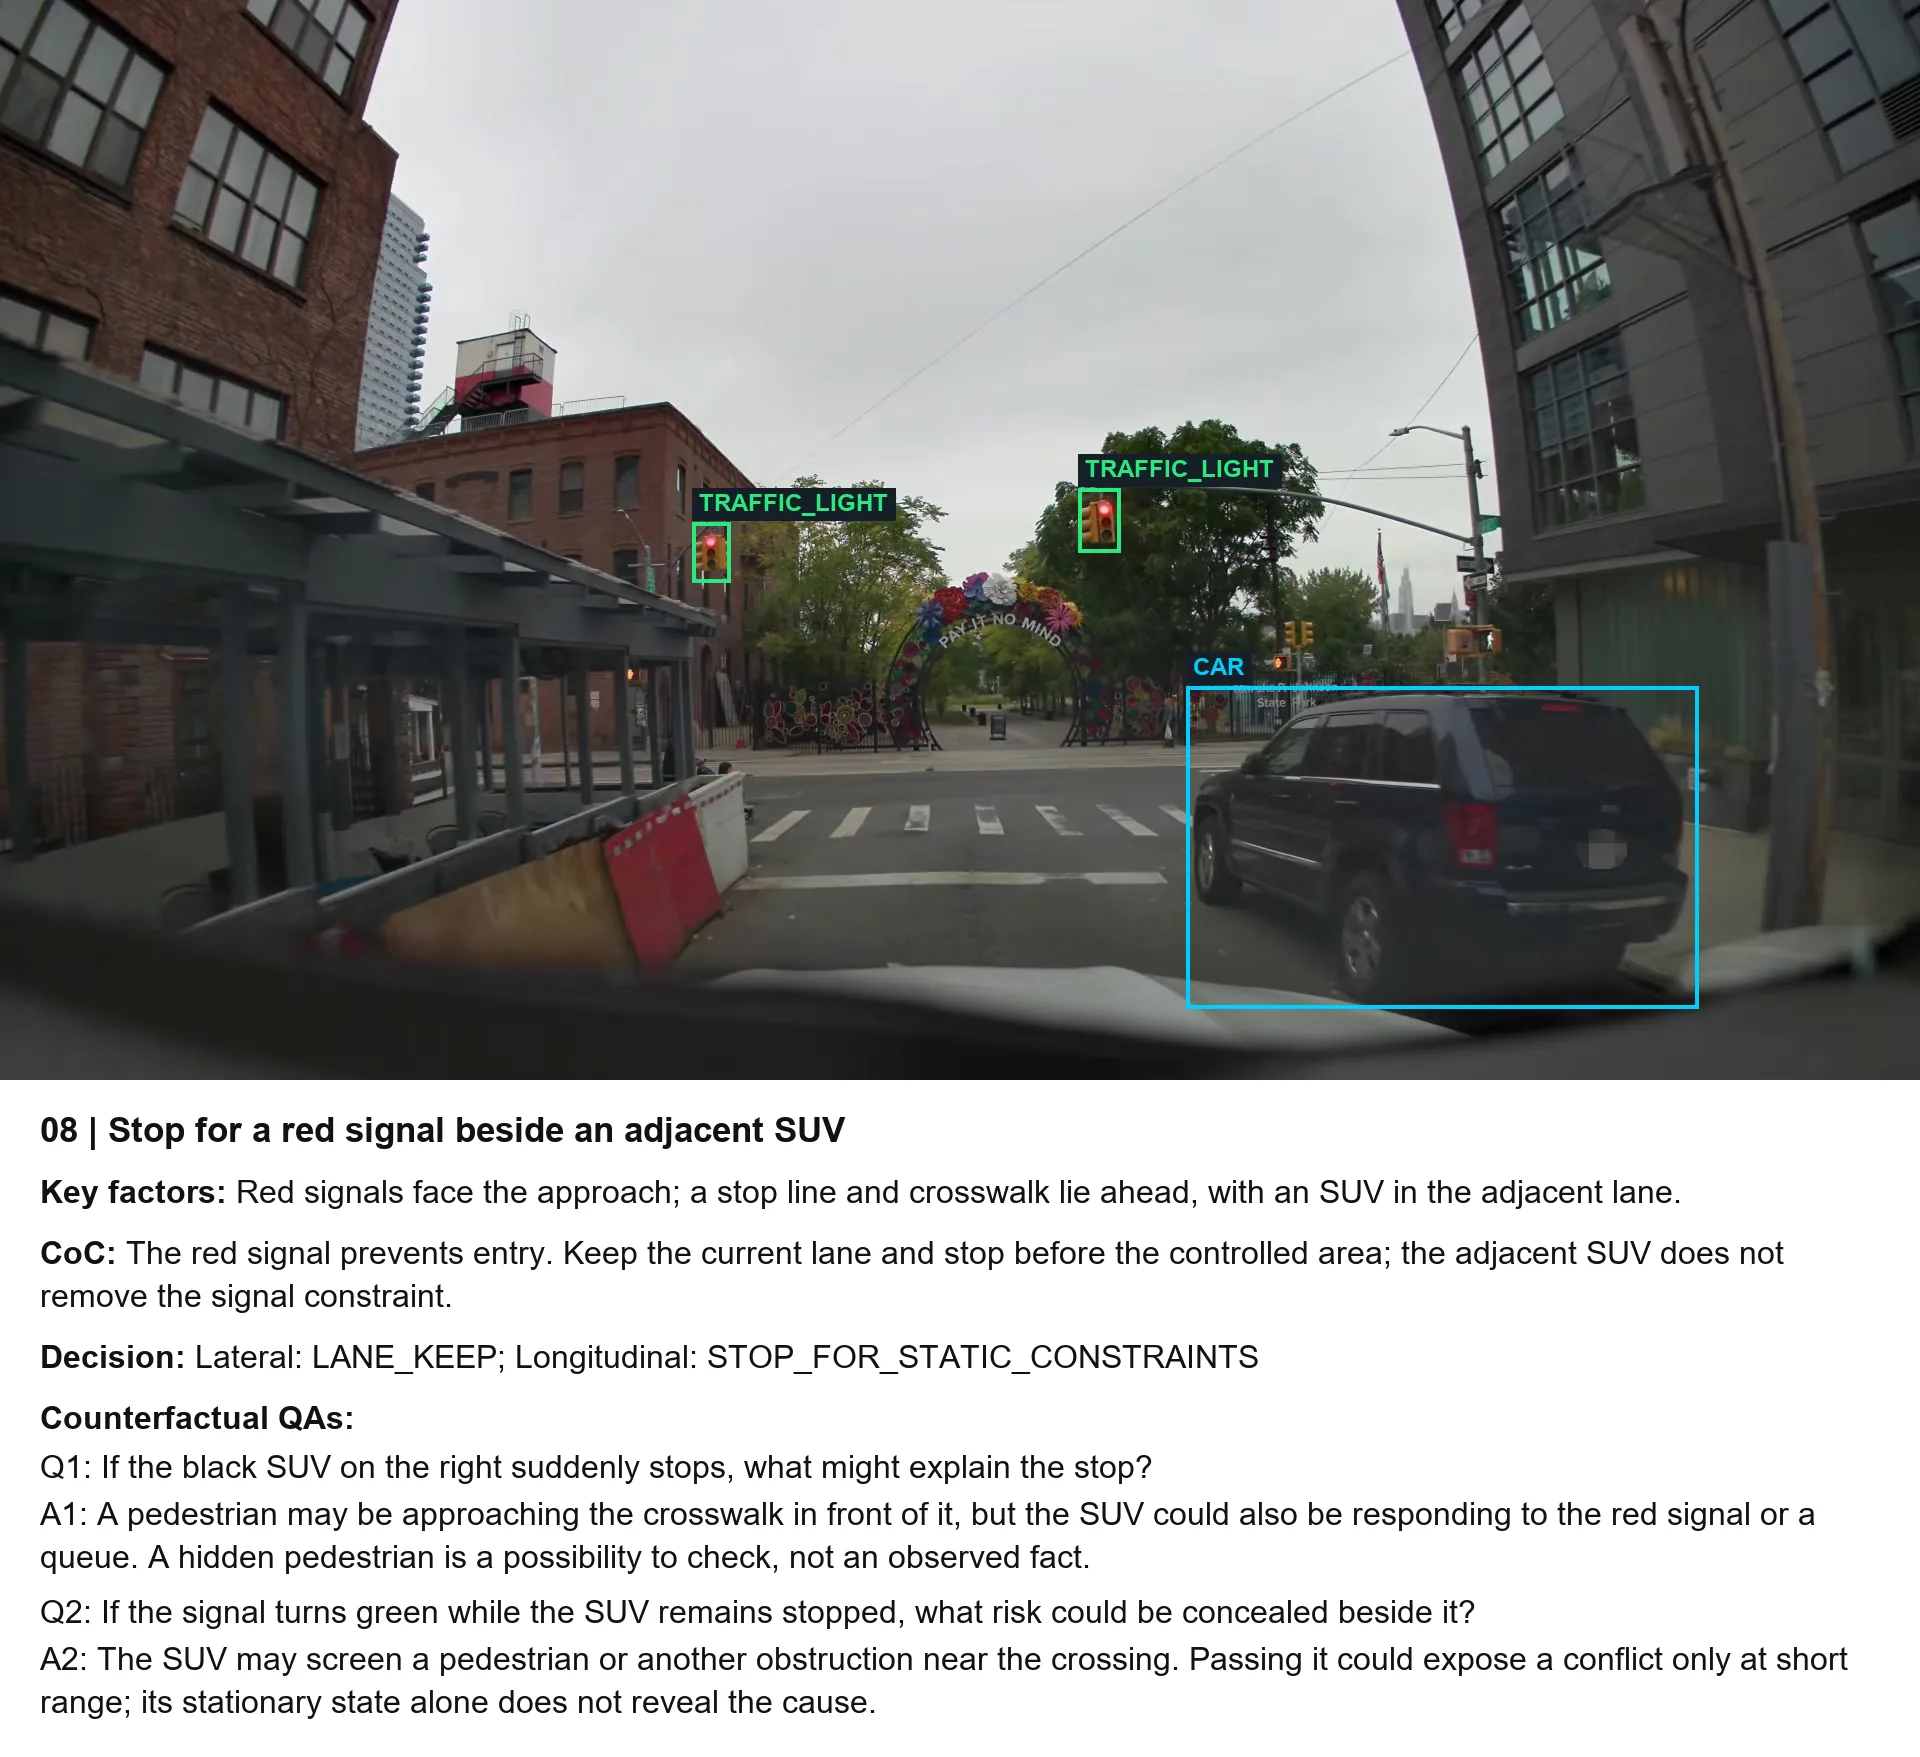 TRAFFIC_LIGHT
TRAFFIC_LIGHT
PAY IT NO MIND
CAR
State Park
08 | Stop for a red signal beside an adjacent SUV
Key factors: Red signals face the approach; a stop line and crosswalk lie ahead, with an SUV in the adjacent lane.
CoC: The red signal prevents entry. Keep the current lane and stop before the controlled area; the adjacent SUV does not
remove the signal constraint.
Decision: Lateral: LANE_KEEP; Longitudinal: STOP_FOR_STATIC_CONSTRAINTS
Counterfactual QAs:
Q1: If the black SUV on the right suddenly stops, what might explain the stop?
A1: A pedestrian may be approaching the crosswalk in front of it, but the SUV could also be responding to the red signal or a
queue. A hidden pedestrian is a possibility to check, not an observed fact.
Q2: If the signal turns green while the SUV remains stopped, what risk could be concealed beside it?
A2: The SUV may screen a pedestrian or another obstruction near the crossing. Passing it could expose a conflict only at short
range; its stationary state alone does not reveal the cause.